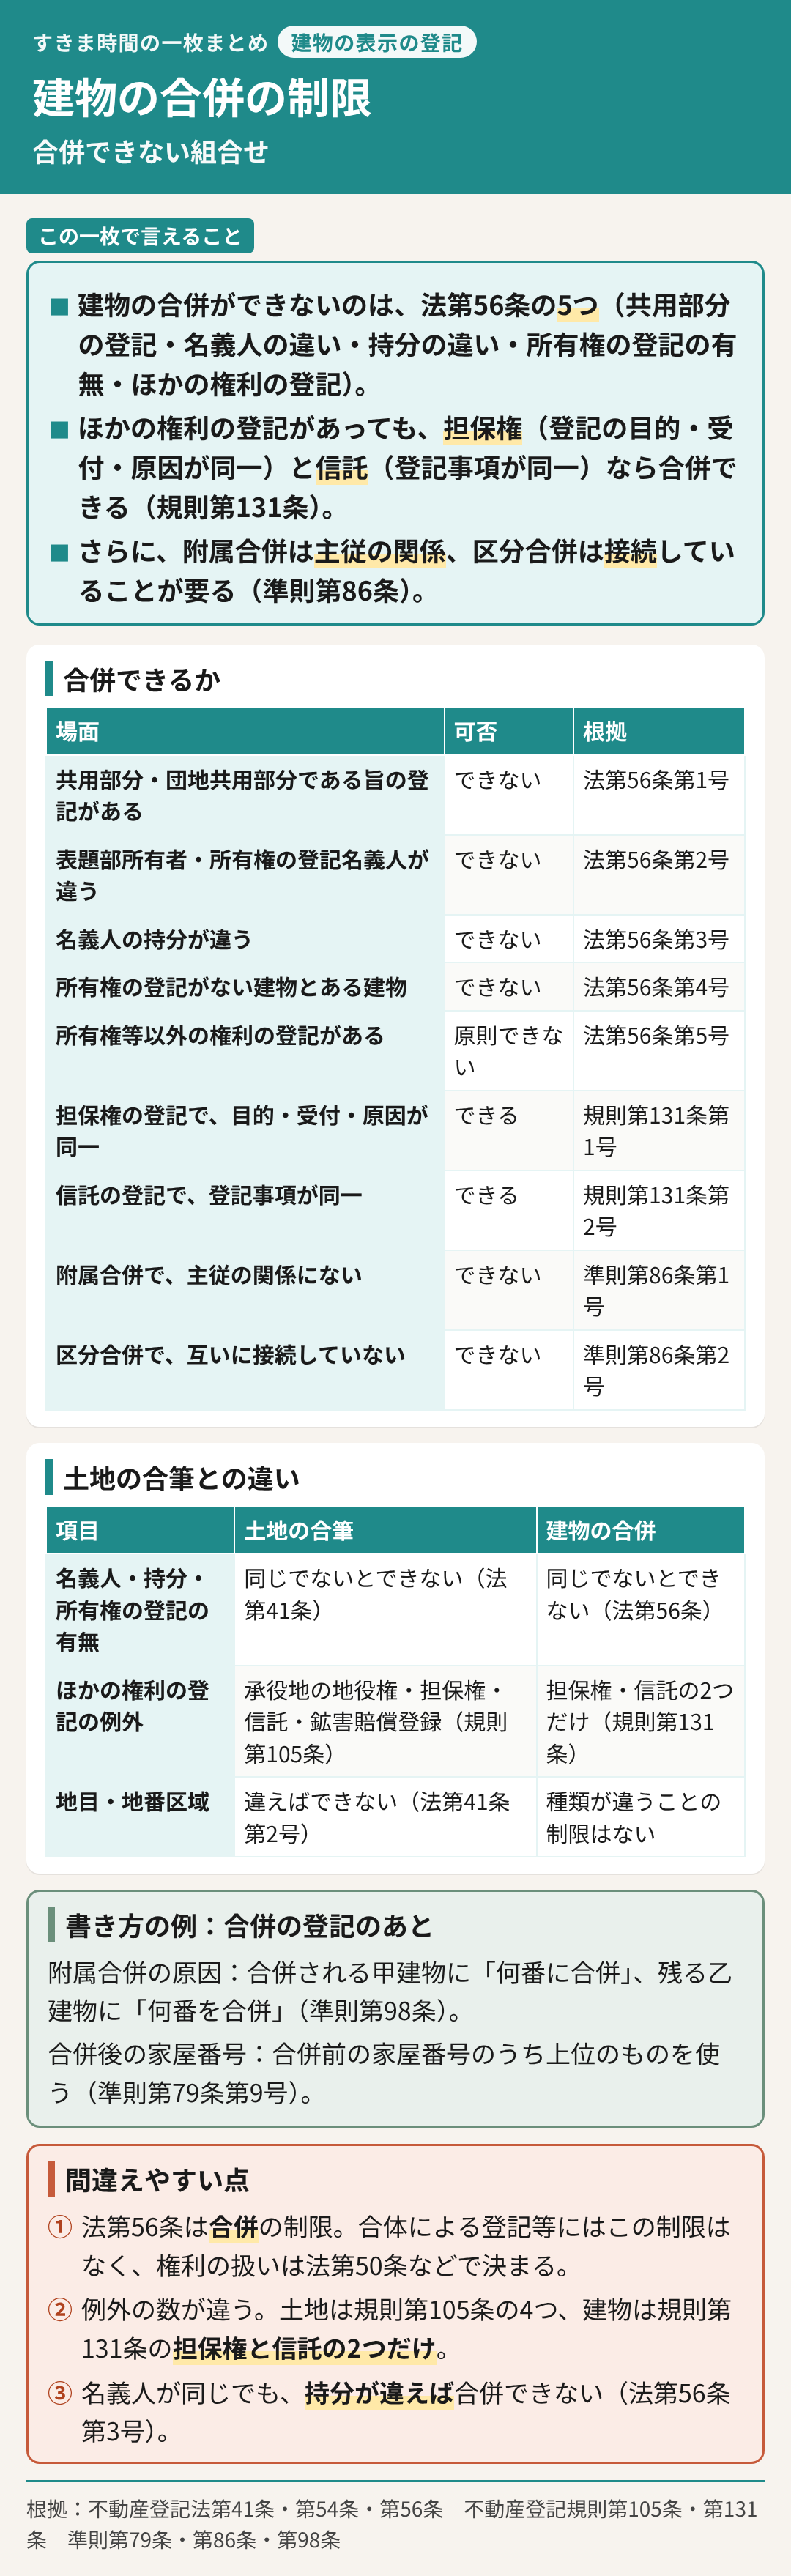 すきま時間の一枚まとめ 建物の表示の登記
建物の合併の制限
合併できない組合せ
この一枚で言えること
■ 建物の合併ができないのは、法第56条の5つ（共用部分
の登記・名義人の違い・持分の違い・所有権の登記の有
無・ほかの権利の登記）。
■ ほかの権利の登記があっても、担保権（登記の目的・受
付・原因が同一）と信託（登記事項が同一）なら合併で
きる（規則第131条）。
■ さらに、附属合併は主従の関係、区分合併は接続してい
ることが要る（準則第86条）。
合併できるか
場面 可否 根拠
共用部分・団地共用部分である旨の登 できない 法第56条第1号
記がある
表題部所有者・所有権の登記名義人が できない 法第56条第2号
違う
名義人の持分が違う できない 法第56条第3号
所有権の登記がない建物とある建物 できない 法第56条第4号
所有権等以外の権利の登記がある 原則できな 法第56条第5号
い
担保権の登記で、目的・受付・原因が できる 規則第131条第
同一 1号
信託の登記で、登記事項が同一 できる 規則第131条第
2号
附属合併で、主従の関係にない できない 準則第86条第1
号
区分合併で、互いに接続していない できない 準則第86条第2
号
土地の合筆との違い
項目 土地の合筆 建物の合併
名義人・持分・ 同じでないとできない（法 同じでないとでき
所有権の登記の 第41条） ない（法第56条）
有無
ほかの権利の登 承役地の地役権・担保権・ 担保権・信託の2つ
記の例外 信託・鉱害賠償登録（規則 だけ（規則第131
第105条） 条）
地目・地番区域 違えばできない（法第41条 種類が違うことの
第2号） 制限はない
書き方の例：合併の登記のあと
附属合併の原因：合併される甲建物に「何番に合併」、残る乙
建物に「何番を合併」（準則第98条）。
合併後の家屋番号：合併前の家屋番号のうち上位のものを使
う（準則第79条第9号）。
間違えやすい点
① 法第56条は合併の制限。合体による登記等にはこの制限は
なく、権利の扱いは法第50条などで決まる。
② 例外の数が違う。土地は規則第105条の4つ、建物は規則第
131条の担保権と信託の2つだけ。
③ 名義人が同じでも、持分が違えば合併できない（法第56条
第3号）。
根拠：不動産登記法第41条・第54条・第56条　不動産登記規則第105条・第131
条　準則第79条・第86条・第98条